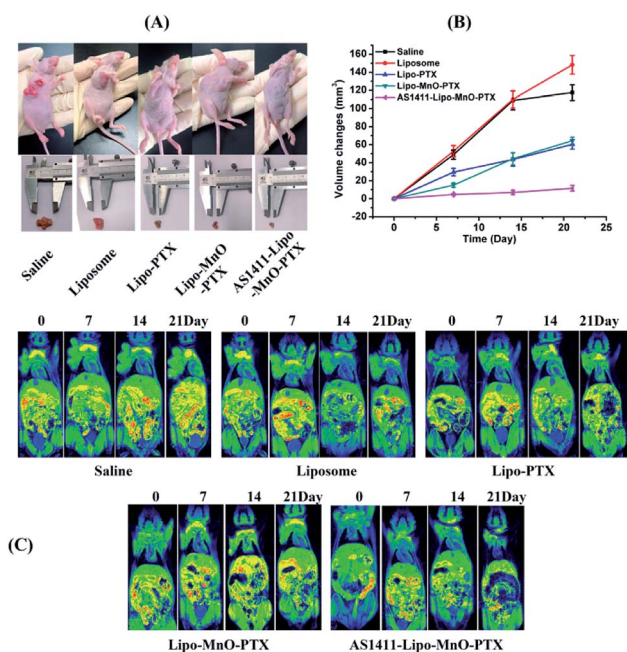 (A)
(B)
Saline
Liposome
Lipo-PTX
Lipo-MnO
-PTX
AS1411-Lipo
-MnO-PTX
Volume changes (mm³)
160
140
120
100
80
60
40
20
0
-20
Saline
Liposome
Lipo-PTX
Lipo-MnO-PTX
AS1411-Lipo-MnO-PTX
0 5 10 15 20 25
Time (Day)
0 7 14 21Day
Saline
0 7 14 21Day
Liposome
0 7 14 21Day
Lipo-PTX
(C)
0 7 14 21Day
Lipo-MnO-PTX
0 7 14 21Day
AS1411-Lipo-MnO-PTX